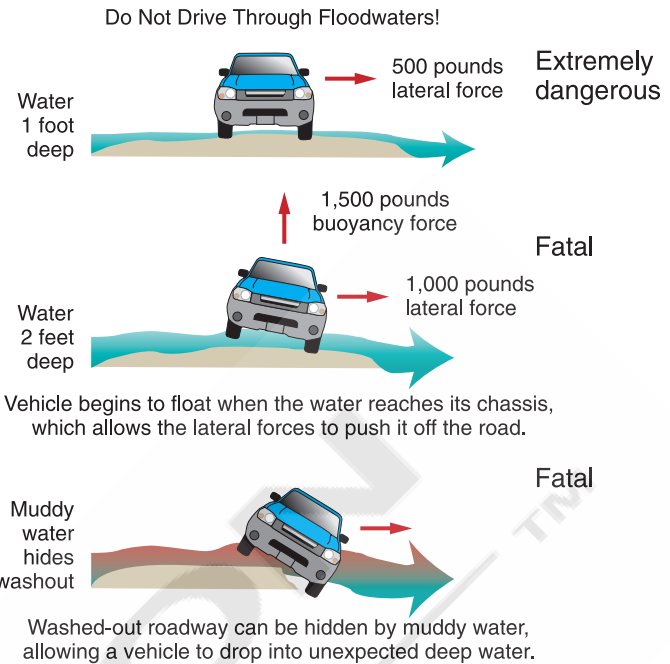 Do Not Drive Through Floodwaters!
500 pounds
lateral force
Extremely
dangerous
Water
1 foot
deep
1,500 pounds
buoyancy force
Fatal
1,000 pounds
lateral force
Water
2 feet
deep
Vehicle begins to float when the water reaches its chassis,
which allows the lateral forces to push it off the road.
Fatal
Muddy
water
hides
washout
Washed-out roadway can be hidden by muddy water,
allowing a vehicle to drop into unexpected deep water.
TM